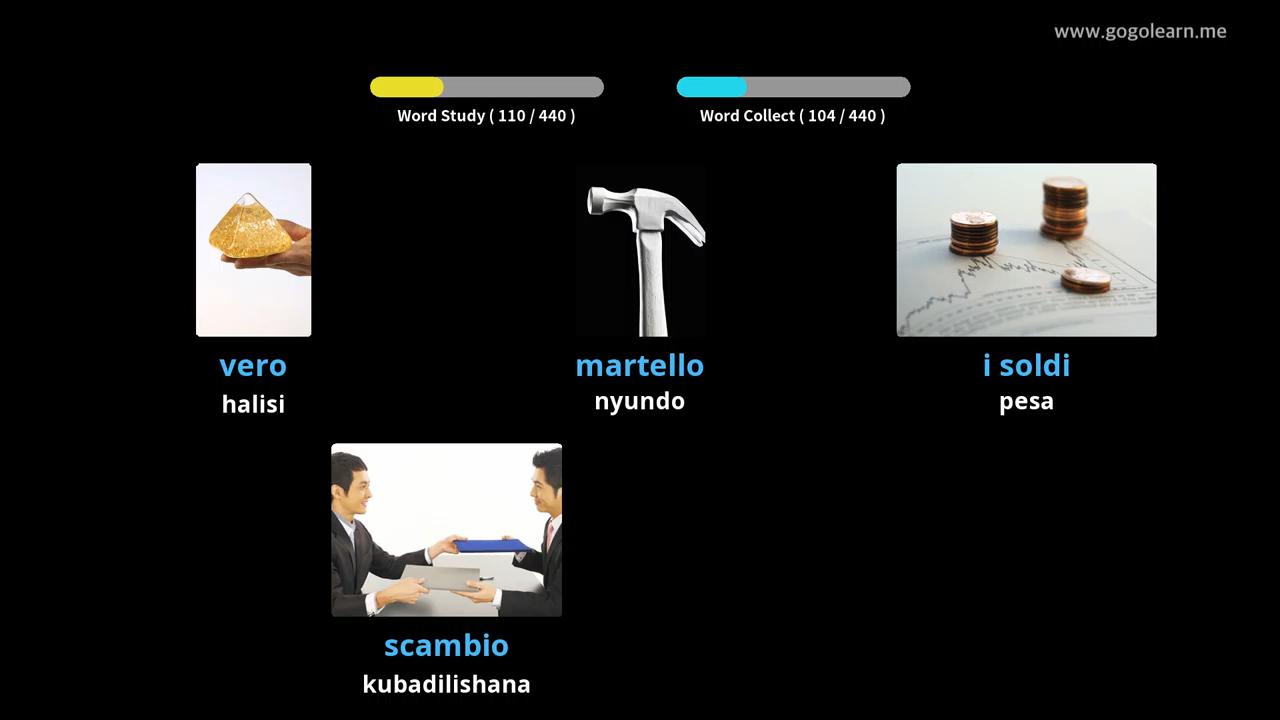 www.gogolearn.me
Word Study ( 110 / 440 )
Word Collect ( 104 / 440 )
vero
halisi
martello
nyundo
i soldi
pesa
scambio
kubadilishana